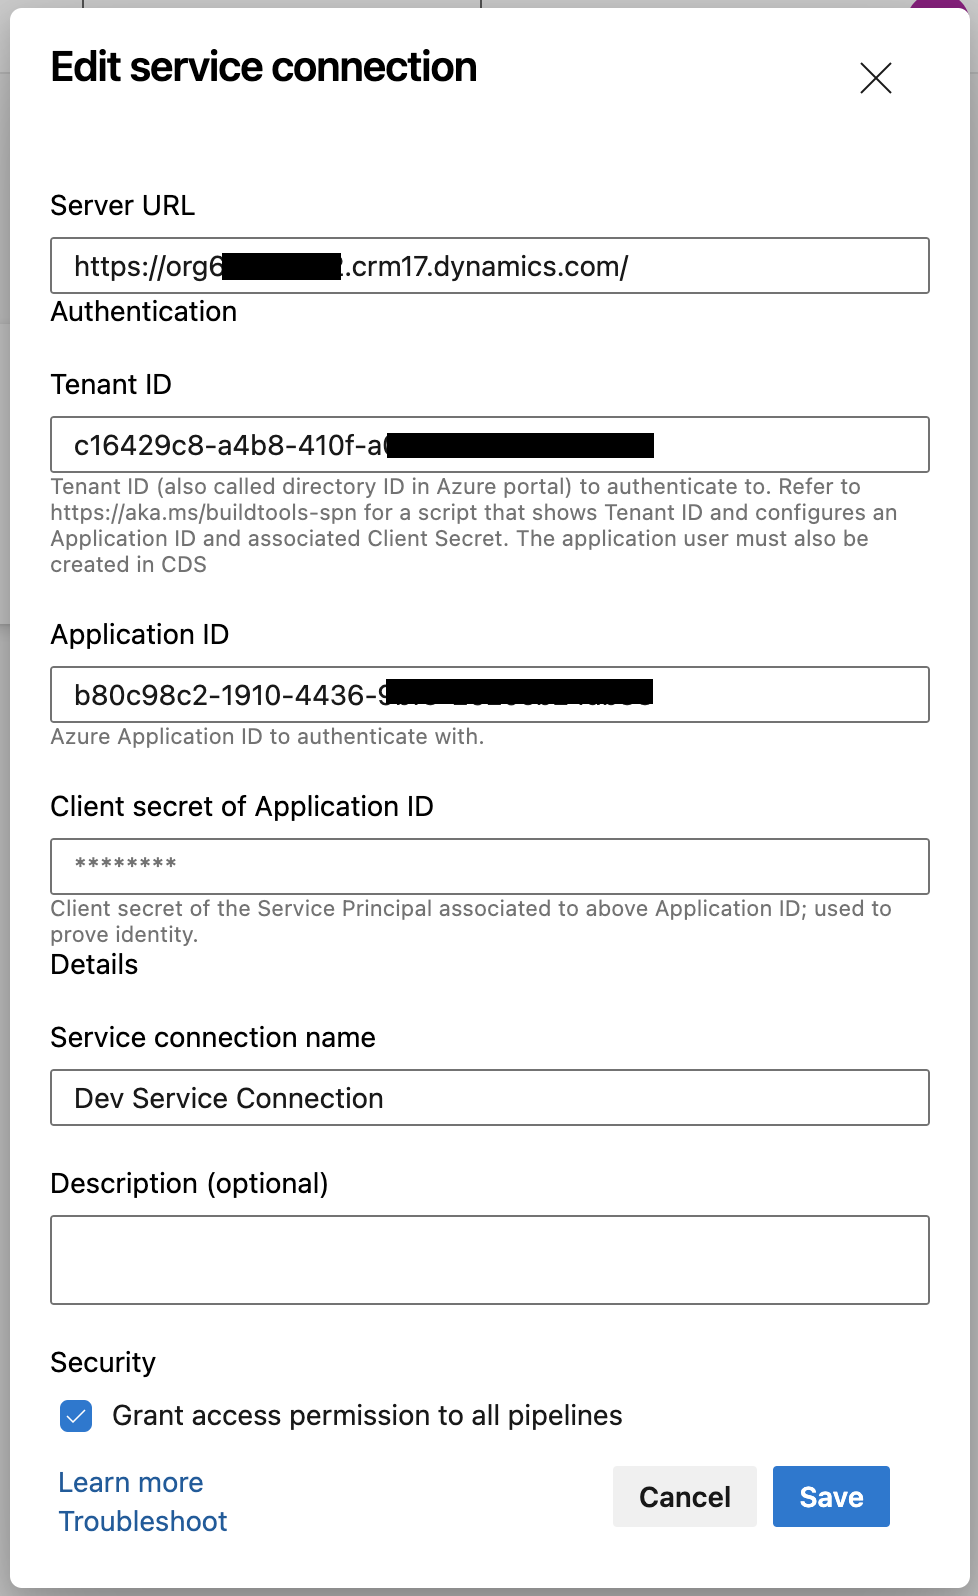 Edit service connection
Server URL
https://org6 .crm17.dynamics.com/
Authentication
Tenant ID
c16429c8-a4b8-410f-a
Tenant ID (also called directory ID in Azure portal) to authenticate to. Refer to
https://aka.ms/buildtools-spn for a script that shows Tenant ID and configures an
Application ID and associated Client Secret. The application user must also be
created in CDS
Application ID
b80c98c2-1910-4436-9
Azure Application ID to authenticate with.
Client secret of Application ID
********
Client secret of the Service Principal associated to above Application ID; used to
prove identity.
Details
Service connection name
Dev Service Connection
Description (optional)
Security
Grant access permission to all pipelines
Learn more
Cancel
Save
Troubleshoot